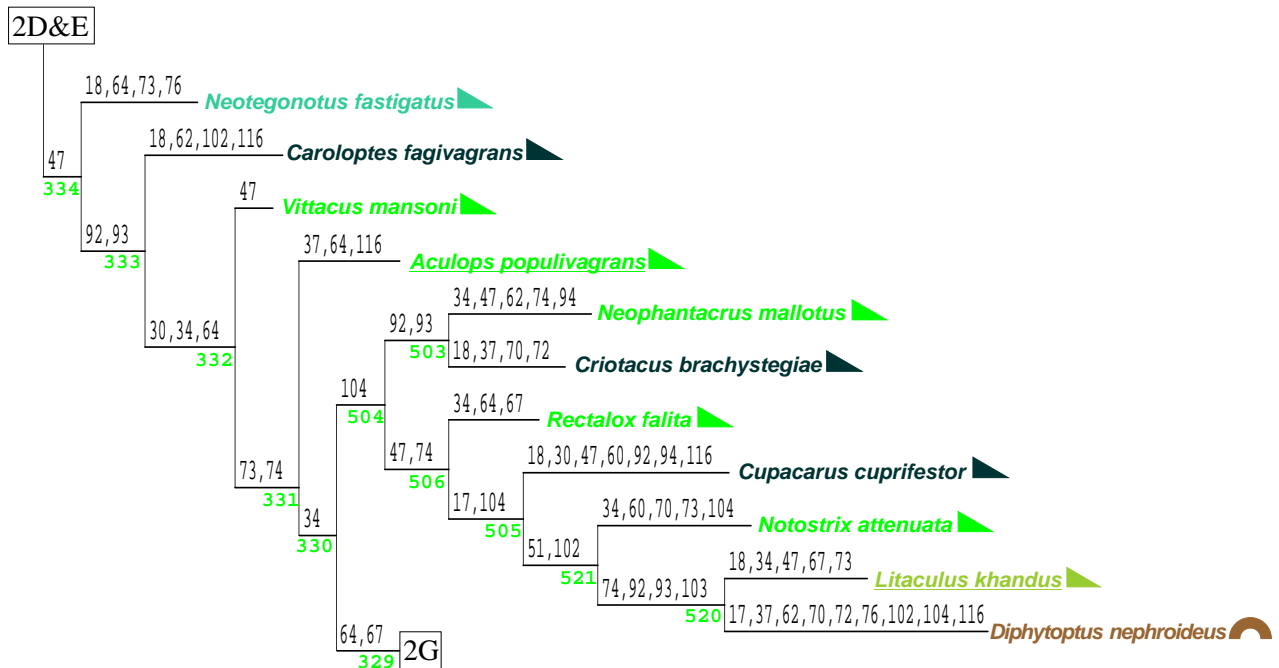 2D&E
18,64,73,76
Neotegonotus fastigatus
18,62,102,116
Caroloptes fagivagrans
47
334
47
Vittacus mansoni
92,93
333
37,64,116
Aculops populivagrans
34,47,62,74,94
Neophantacrus mallotus
30,34,64
332
92,93
503
18,37,70,72
Criotacus brachystegiae
104
504
34,64,67
Rectalox falita
47,74
506
18,30,47,60,92,94,116
Cupacarus cuprifestor
73,74
331
17,104
505
34,60,70,73,104
Notostrix attenuata
34
330
51,102
521
18,34,47,67,73
Litaculus khandus
74,92,93,103
520
17,37,62,70,72,76,102,104,116
Diphytoptus nephroideus
64,67
329
2G